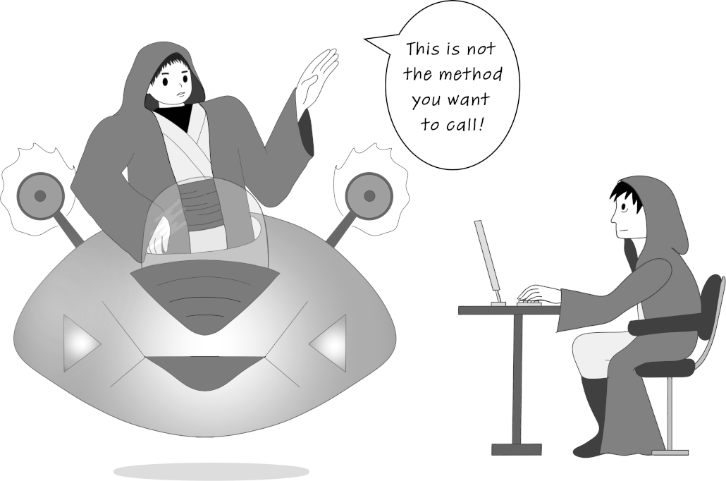 This is not
the method
you want
to call!